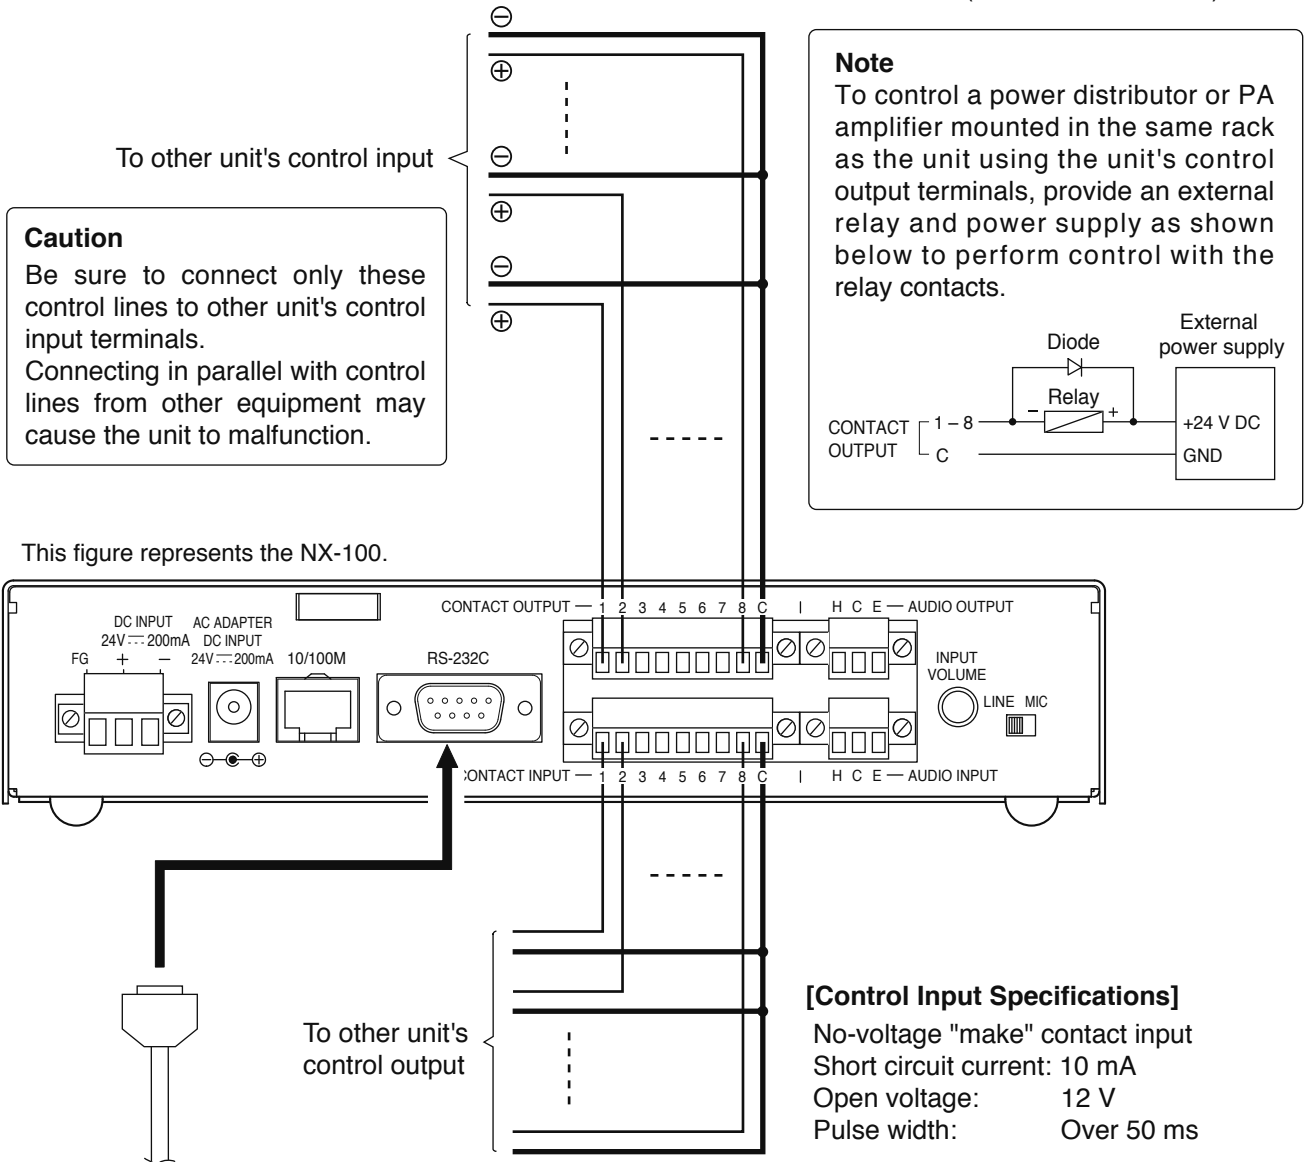 ⊖
⊕
To other unit's control input
⊖
⊕
⊖
⊕
Caution
Be sure to connect only these
control lines to other unit's control
input terminals.
Connecting in parallel with control
lines from other equipment may
cause the unit to malfunction.
Note
To control a power distributor or PA
amplifier mounted in the same rack
as the unit using the unit's control
output terminals, provide an external
relay and power supply as shown
below to perform control with the
relay contacts.
External
power supply
Diode
Relay
− +
CONTACT
OUTPUT
1 – 8
C
+24 V DC
GND
This figure represents the NX-100.
CONTACT OUTPUT — 1 2 3 4 5 6 7 8 C I H C E — AUDIO OUTPUT
DC INPUT
24V 200mA
FG + −
AC ADAPTER
DC INPUT
24V 200mA
10/100M
RS-232C
INPUT
VOLUME
LINE MIC
⊖ ⊕
CONTACT INPUT — 1 2 3 4 5 6 7 8 C I H C E — AUDIO INPUT
To other unit's
control output
[Control Input Specifications]
No-voltage "make" contact input
Short circuit current: 10 mA
Open voltage: 12 V
Pulse width: Over 50 ms